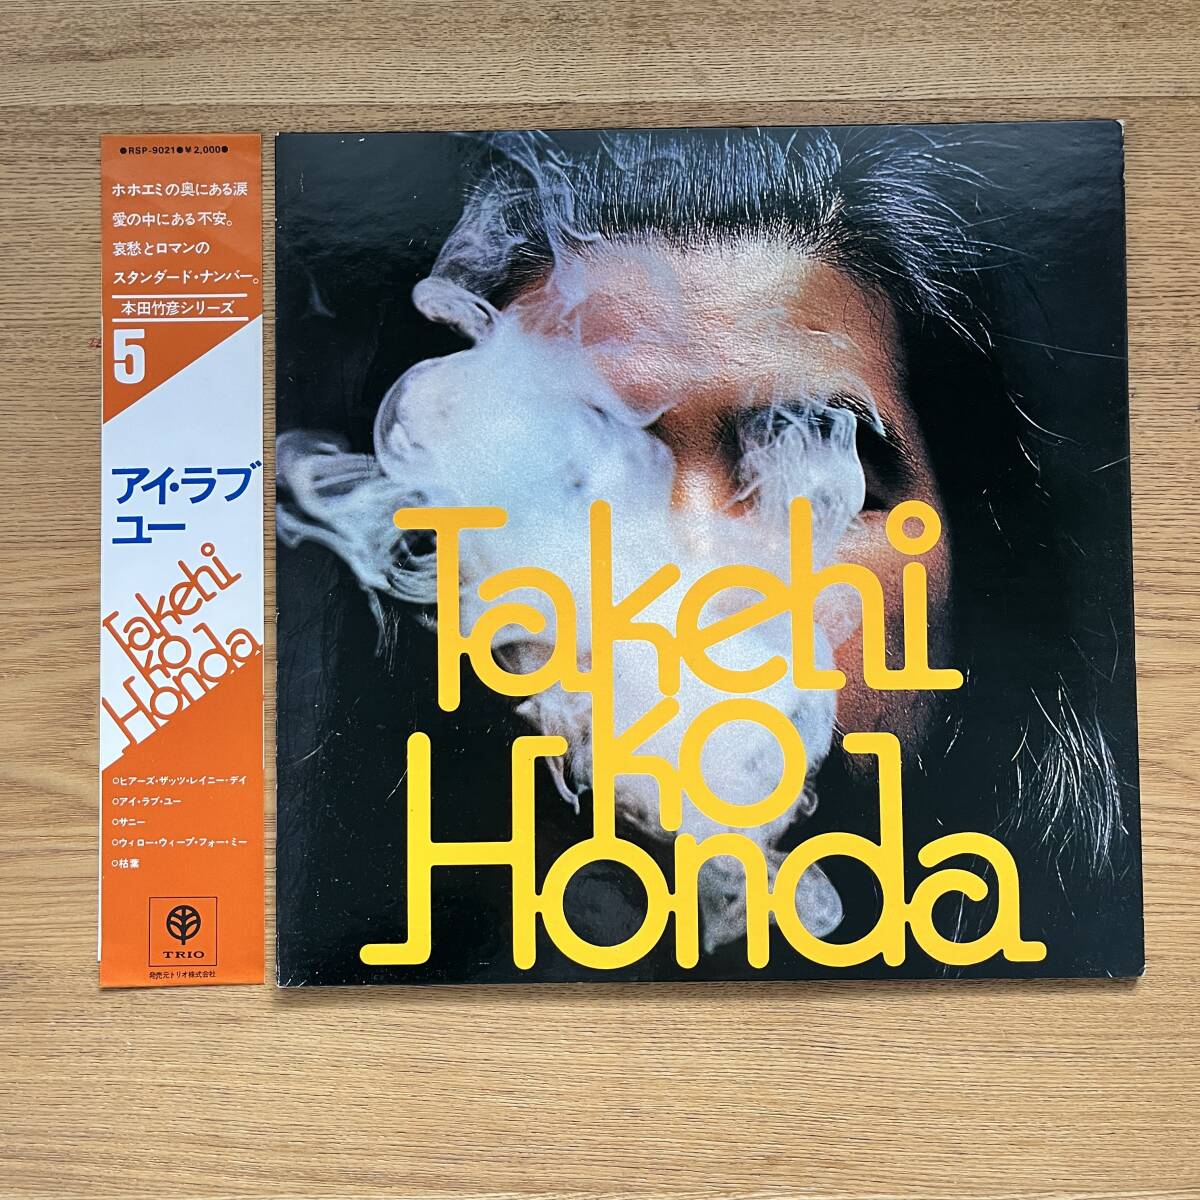 ●RSP-9021●¥2,000●
ホホエミの奥にある涙
愛の中にある不安。
哀愁とロマンの
スタンダード・ナンバー。
本田竹彦シリーズ
5
アイ・ラブ
ユー
Takehi
ko
Honda
○ヒアーズ・ザッツ・レイニー・デイ
○アイ・ラブ・ユー
○サニー
○ウィロー・ウィープ・フォー・ミー
○枯葉
TRIO
発売元トリオ株式会社
Takehi
ko
Honda